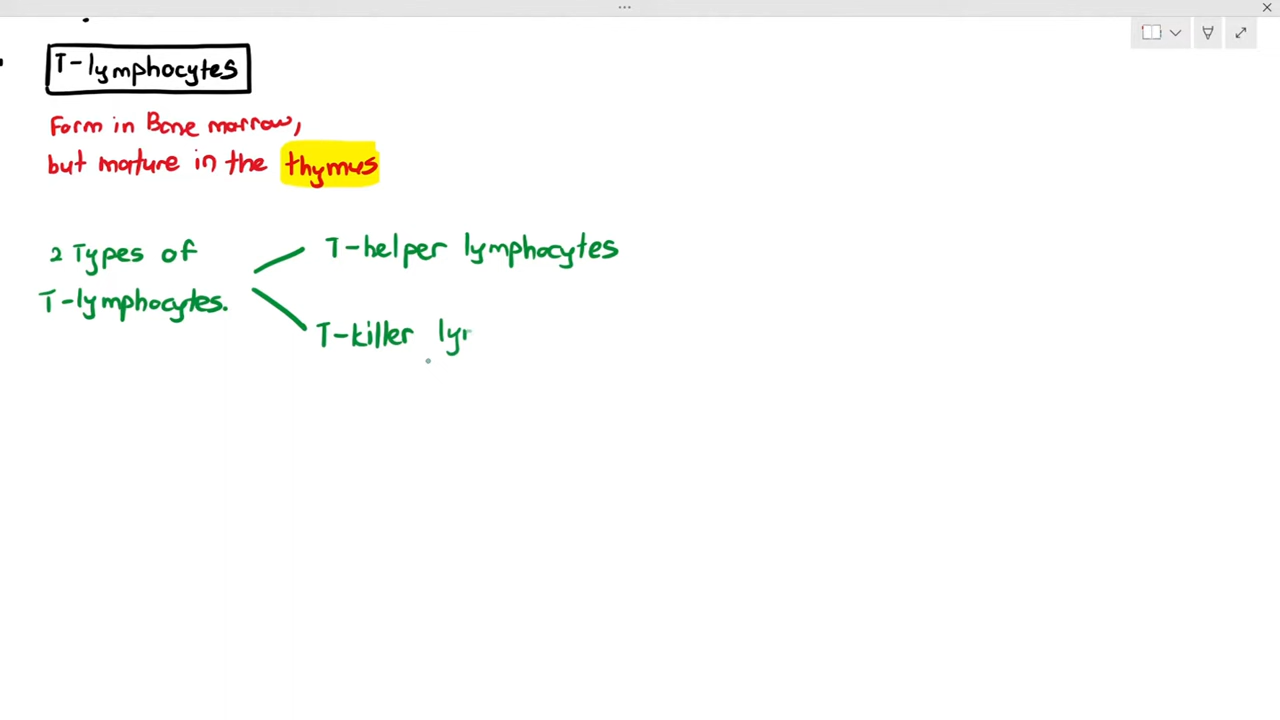 T-lymphocytes
Form in Bone marrow,
but mature in the thymus
2 Types of
T-lymphocytes.
T-helper lymphocytes
T-killer